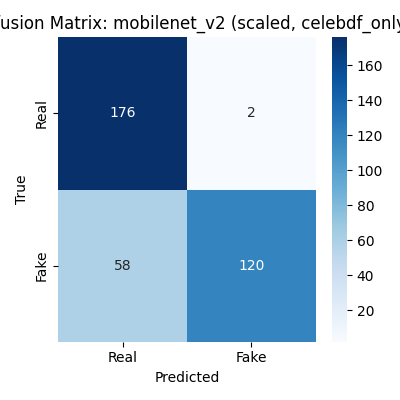 fusion Matrix: mobilenet_v2 (scaled, celebdf_only
Real
176
2
160
140
120
100
80
60
40
20
True
Fake
58
120
Real
Fake
Predicted